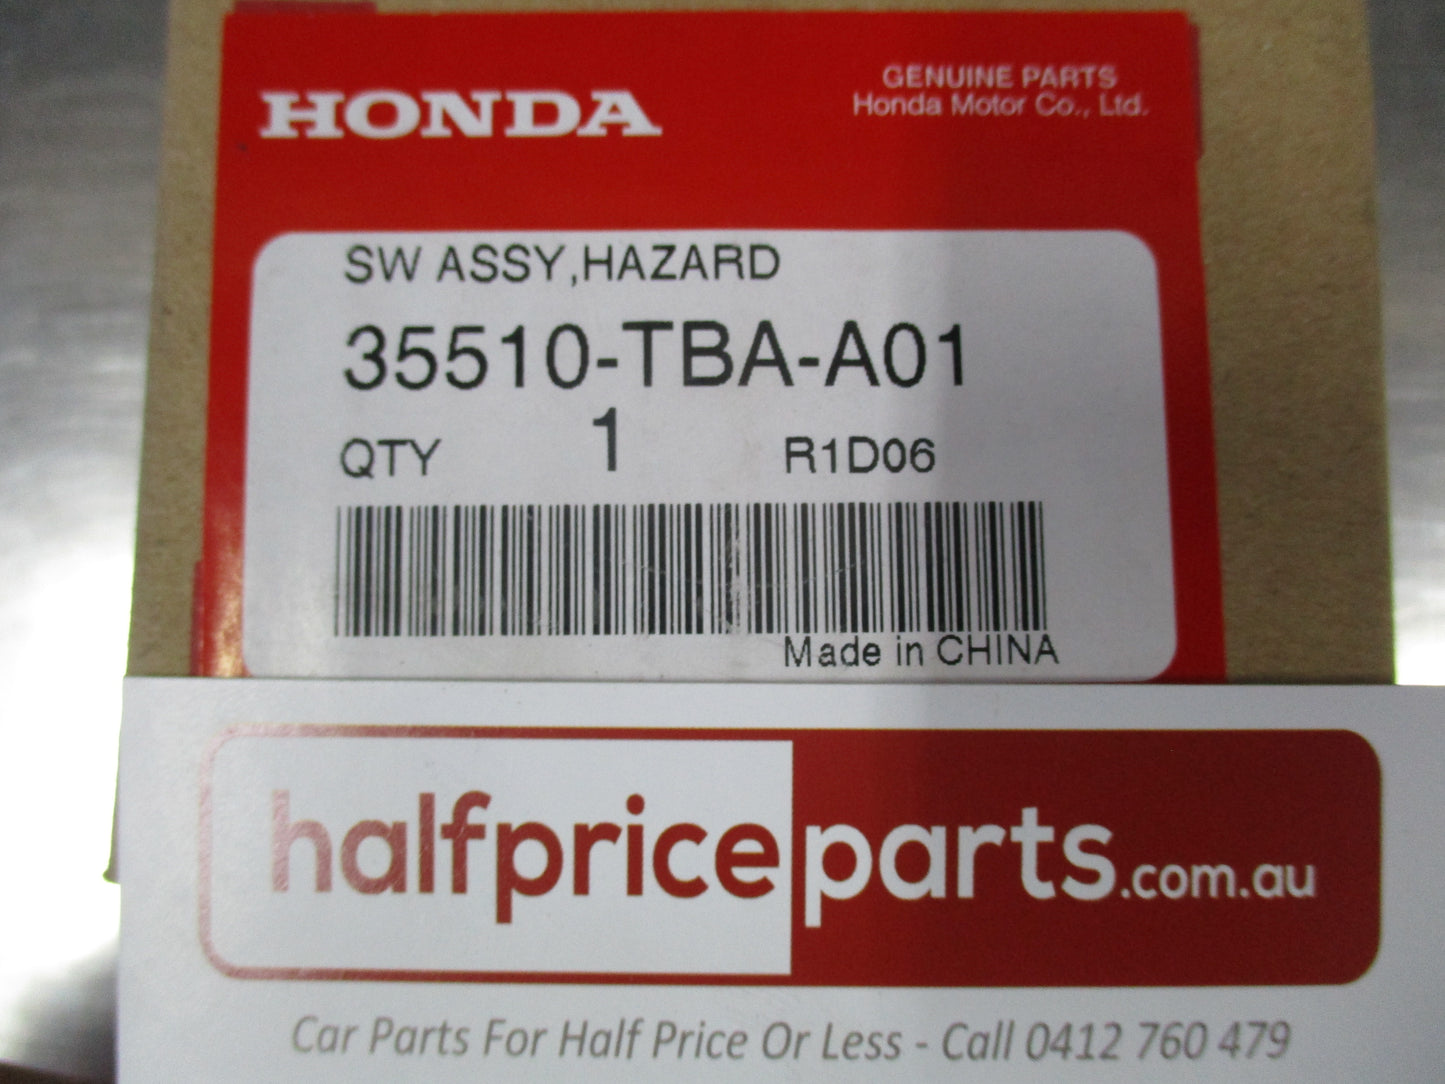 HONDA
GENUINE PARTS
Honda Motor Co., Ltd.
SW ASSY,HAZARD
35510-TBA-A01
QTY 1 R1D06
Made in CHINA
halfpriceparts.com.au
Car Parts For Half Price Or Less - Call 0412 760 479